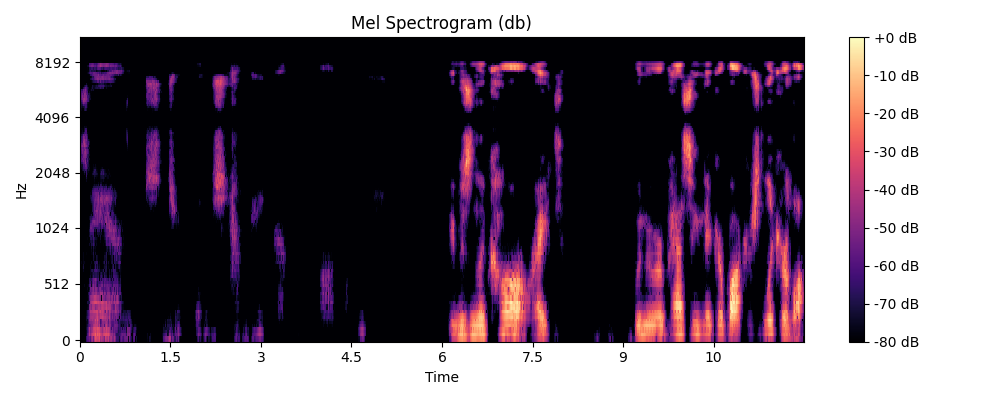 Mel Spectrogram (db)
8192
4096
2048
1024
512
0
Hz
0 1.5 3 4.5 6 7.5 9 10
Time
+0 dB
-10 dB
-20 dB
-30 dB
-40 dB
-50 dB
-60 dB
-70 dB
-80 dB